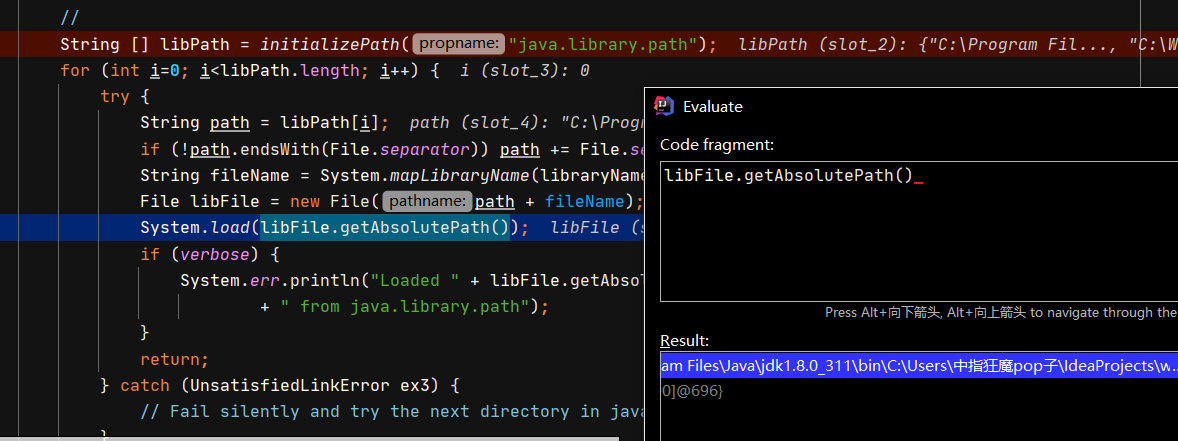 //
String [] libPath = initializePath( propname: "java.library.path");  libPath (slot_2): {"C:\Program Fil..., "C:\W
for (int i=0; i<libPath.length; i++) {  i (slot_3): 0
try {
String path = libPath[i];  path (slot_4): "C:\Progr
if (!path.endsWith(File.separator)) path += File.se
String fileName = System.mapLibraryName(libraryName
File libFile = new File( pathname: path + fileName);
System.load(libFile.getAbsolutePath());  libFile (s
if (verbose) {
System.err.println("Loaded " + libFile.getAbsol
+ " from java.library.path");
}
return;
} catch (UnsatisfiedLinkError ex3) {
// Fail silently and try the next directory in java
}
Evaluate
Code fragment:
libFile.getAbsolutePath()
Press Alt+向下箭头, Alt+向上箭头 to navigate through the
Result:
am Files\Java\jdk1.8.0_311\bin\C:\Users\中指狂魔pop子\IdeaProjects\w...
0]@696}